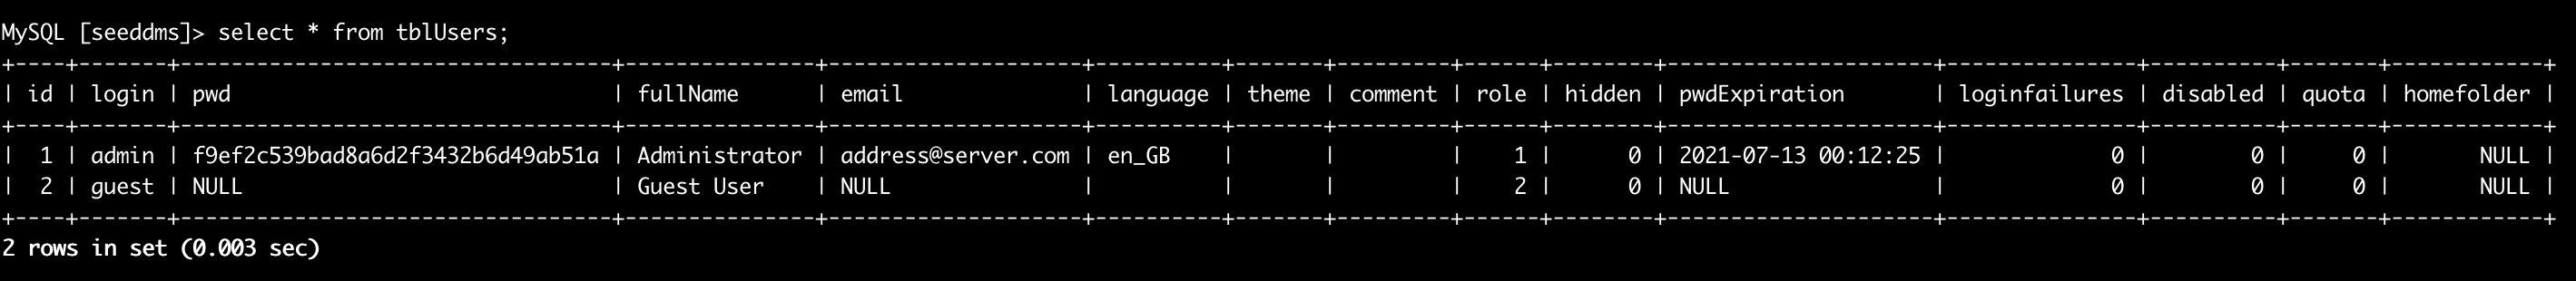 MySQL [seeddms]> select * from tblUsers;
+----+-------+----------------------------------+---------------+--------------------+----------+-------+---------+------+--------+---------------------+---------------+----------+-------+------------+
| id | login | pwd                              | fullName      | email              | language | theme | comment | role | hidden | pwdExpiration       | loginfailures | disabled | quota | homefolder |
+----+-------+----------------------------------+---------------+--------------------+----------+-------+---------+------+--------+---------------------+---------------+----------+-------+------------+
|  1 | admin | f9ef2c539bad8a6d2f3432b6d49ab51a | Administrator | address@server.com | en_GB    |       |         |    1 |      0 | 2021-07-13 00:12:25 |             0 |        0 |     0 |       NULL |
|  2 | guest | NULL                             | Guest User    | NULL               |          |       |         |    2 |      0 | NULL                |             0 |        0 |     0 |       NULL |
+----+-------+----------------------------------+---------------+--------------------+----------+-------+---------+------+--------+---------------------+---------------+----------+-------+------------+
2 rows in set (0.003 sec)